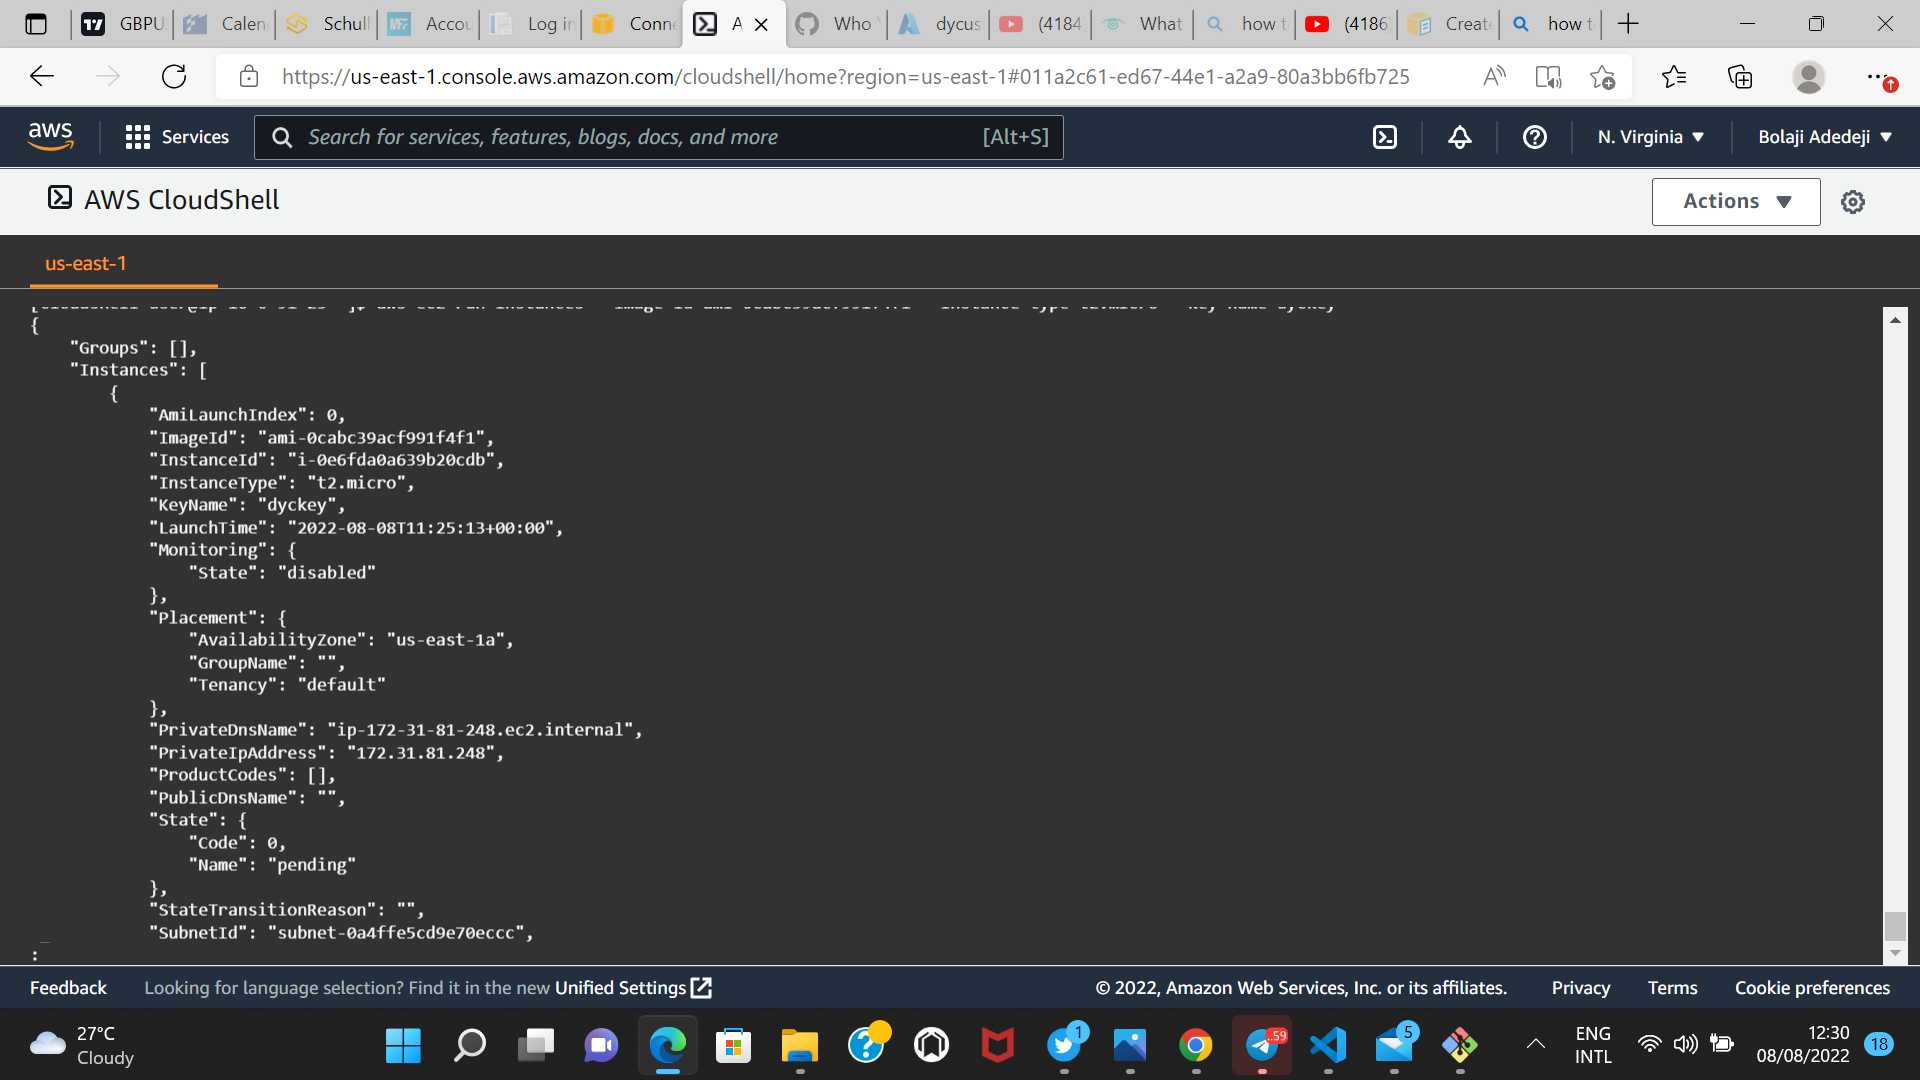 GBPU
Calen
Schull
Accou
Log in
Conne
A
Who
dycus
(4184
What
how t
(4186
Create
how t
https://us-east-1.console.aws.amazon.com/cloudshell/home?region=us-east-1#011a2c61-ed67-44e1-a2a9-80a3bb6fb725
aws
Services
Search for services, features, blogs, docs, and more
[Alt+S]
N. Virginia
Bolaji Adedeji
AWS CloudShell
Actions
us-east-1
{
"Groups": [],
"Instances": [
{
"AmiLaunchIndex": 0,
"ImageId": "ami-0cabc39acf991f4f1",
"InstanceId": "i-0e6fda0a639b20cdb",
"InstanceType": "t2.micro",
"KeyName": "dyckey",
"LaunchTime": "2022-08-08T11:25:13+00:00",
"Monitoring": {
"State": "disabled"
},
"Placement": {
"AvailabilityZone": "us-east-1a",
"GroupName": "",
"Tenancy": "default"
},
"PrivateDnsName": "ip-172-31-81-248.ec2.internal",
"PrivateIpAddress": "172.31.81.248",
"ProductCodes": [],
"PublicDnsName": "",
"State": {
"Code": 0,
"Name": "pending"
},
"StateTransitionReason": "",
"SubnetId": "subnet-0a4ffe5cd9e70eccc",
:
Feedback
Looking for language selection? Find it in the new Unified Settings
© 2022, Amazon Web Services, Inc. or its affiliates.
Privacy
Terms
Cookie preferences
27°C
Cloudy
1
59
5
ENG
INTL
12:30
08/08/2022
18